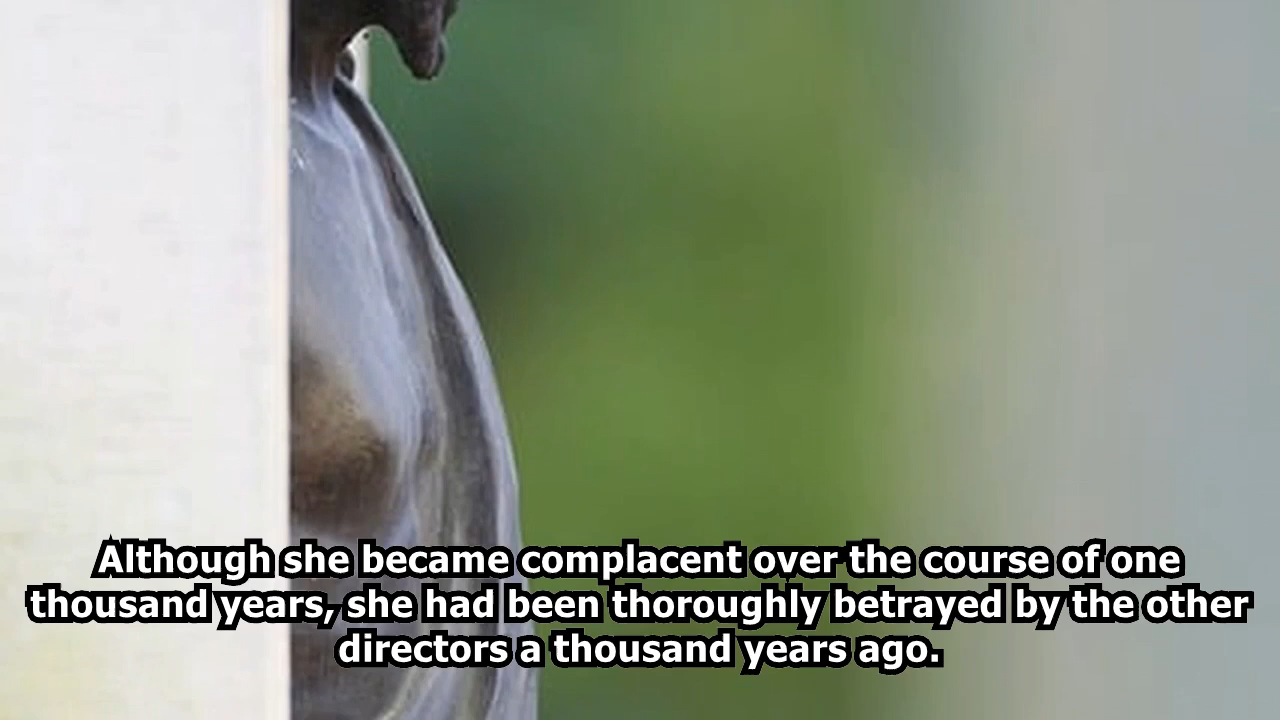 Although she became complacent over the course of one
thousand years, she had been thoroughly betrayed by the other
directors a thousand years ago.